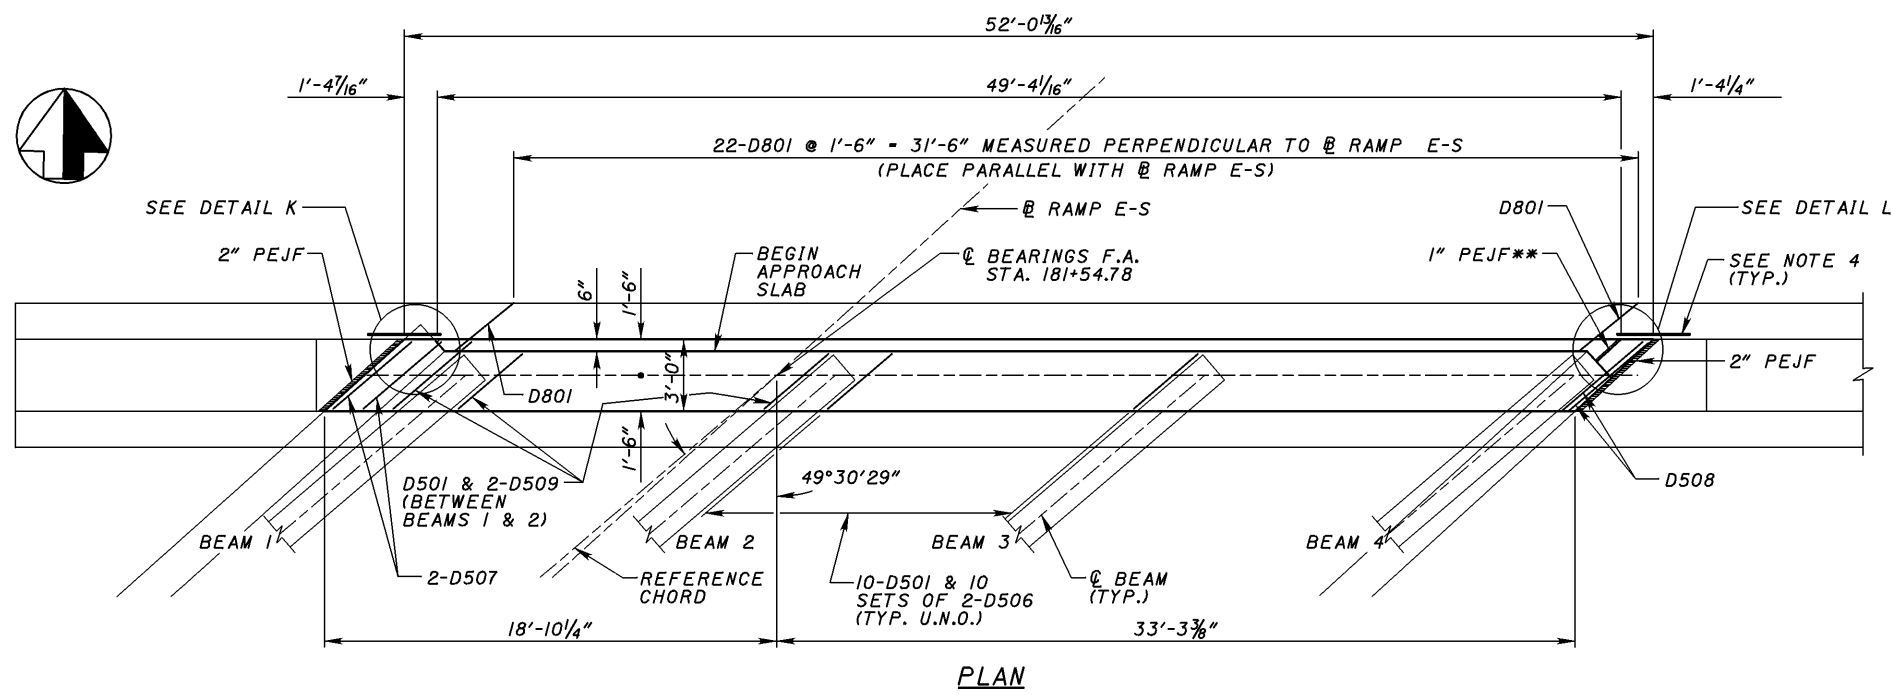 52'-0 13/16"
1'-4 7/16"
49'-4 1/16"
1'-4 1/4"
22-D801 @ 1'-6" = 31'-6" MEASURED PERPENDICULAR TO ℄ RAMP E-S
(PLACE PARALLEL WITH ℄ RAMP E-S)
SEE DETAIL K
℄ RAMP E-S
D801
SEE DETAIL L
2" PEJF
BEGIN
APPROACH
SLAB
℄ BEARINGS F.A.
STA. 181+54.78
1" PEJF**
SEE NOTE 4
(TYP.)
6"
1'-6"
2" PEJF
3'-0"
D801
1'-6"
49°30'29"
D501 & 2-D509
(BETWEEN
BEAMS 1 & 2)
D508
BEAM 1
BEAM 2
BEAM 3
BEAM 4
2-D507
REFERENCE
CHORD
10-D501 & 10
SETS OF 2-D506
(TYP. U.N.O.)
℄ BEAM
(TYP.)
18'-10 1/4"
33'-3 3/8"
PLAN